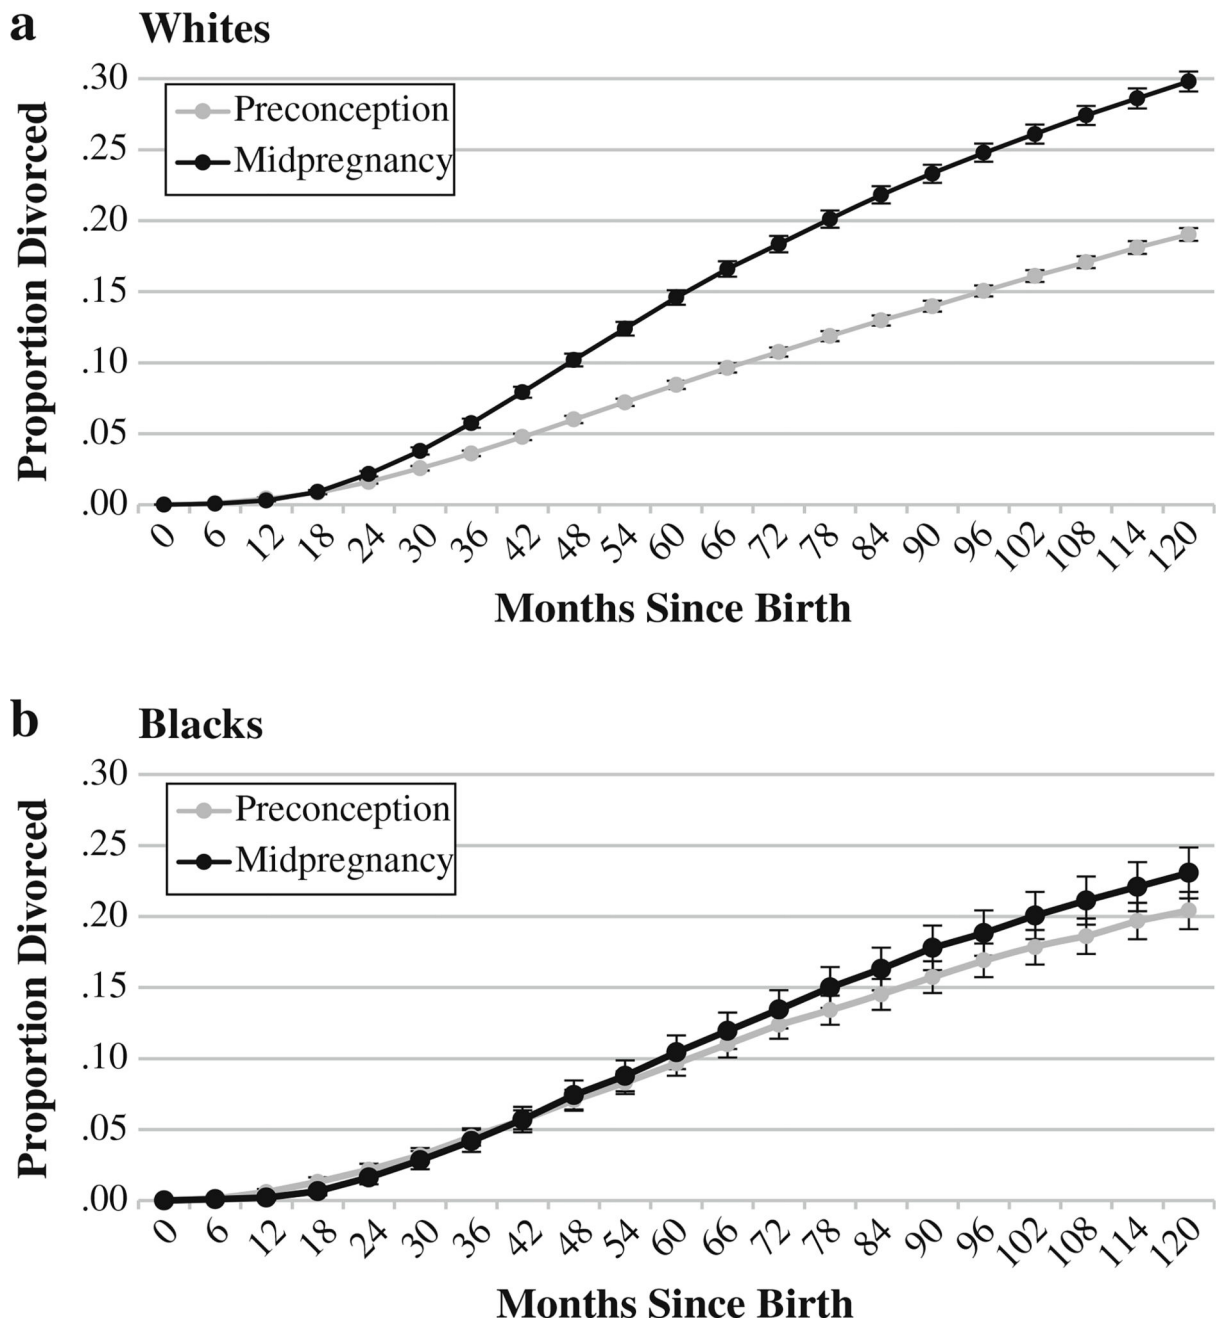 a Whites
.30
.25
.20
.15
.10
.05
.00
Proportion Divorced
Preconception
Midpregnancy
0 6 12 18 24 30 36 42 48 54 60 66 72 78 84 90 96 102 108 114 120
Months Since Birth
b Blacks
.30
.25
.20
.15
.10
.05
.00
Proportion Divorced
Preconception
Midpregnancy
0 6 12 18 24 30 36 42 48 54 60 66 72 78 84 90 96 102 108 114 120
Months Since Birth